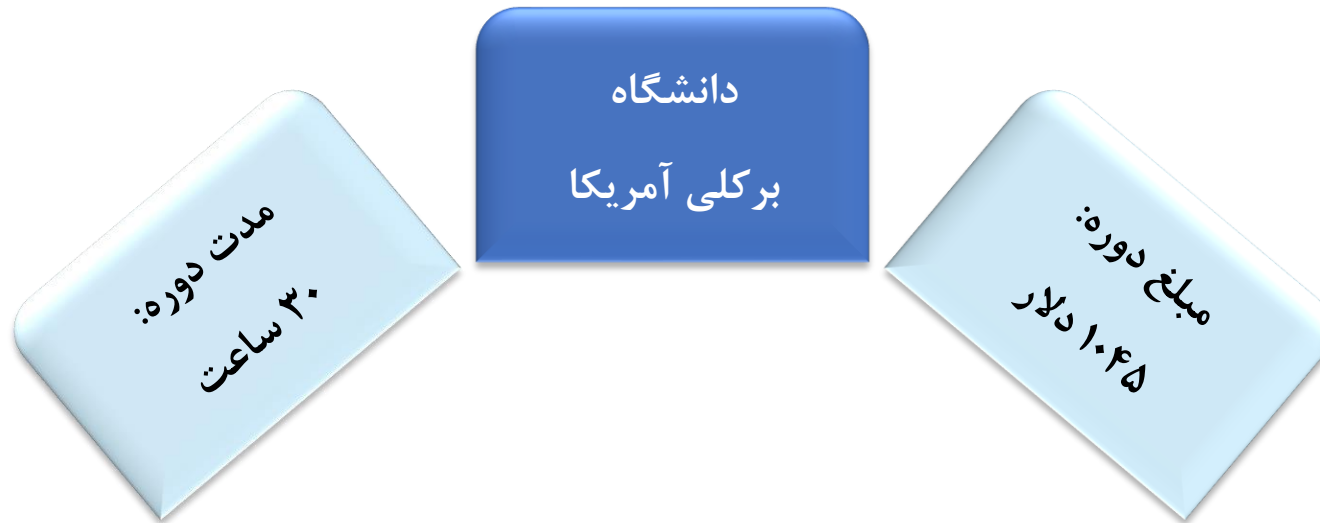 دانشگاه
برکلی آمریکا
مبلغ دوره:
۱۰۴۵ دلار
مدت دوره:
۳۰ ساعت